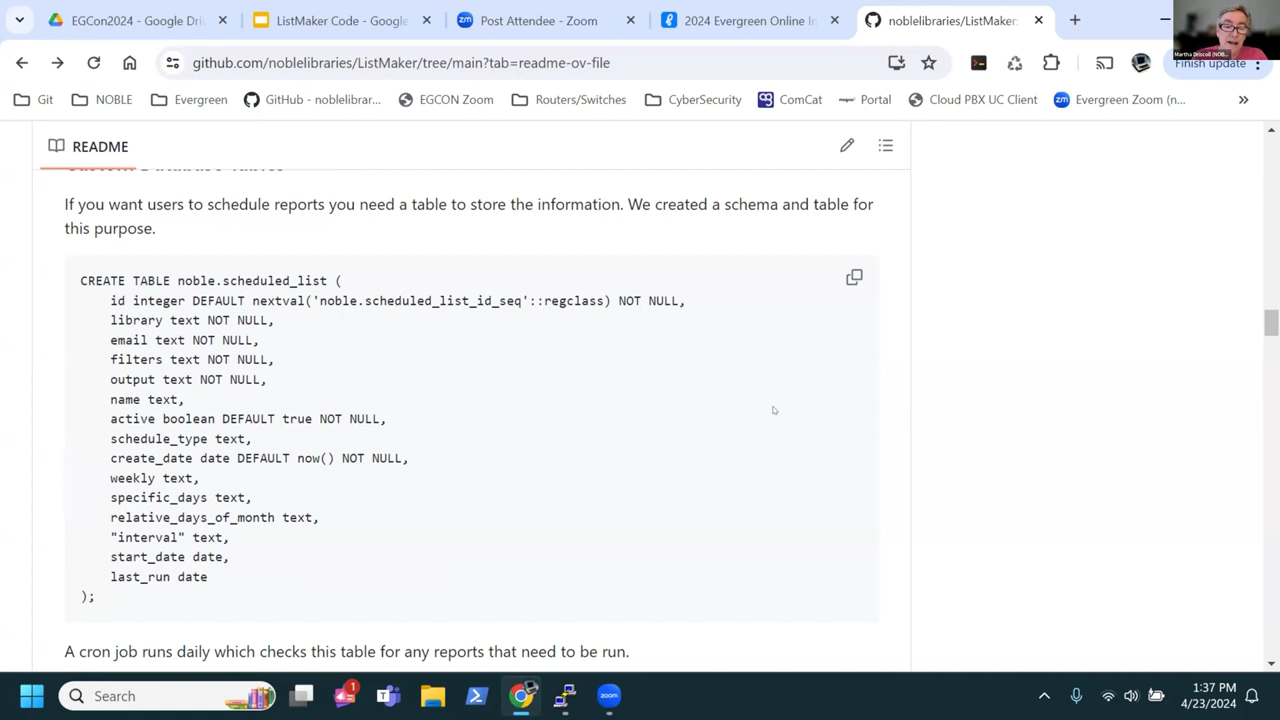 EGCon2024 - Google Dri
ListMaker Code - Google
Post Attendee - Zoom
2024 Evergreen Online In
noblelibraries/ListMaker:
github.com/noblelibraries/ListMaker/tree/main?tab=readme-ov-file
Finish update
Git
NOBLE
Evergreen
GitHub - noblelibrar...
EGCON Zoom
Routers/Switches
CyberSecurity
ComCat
Portal
Cloud PBX UC Client
Evergreen Zoom (n...
README
If you want users to schedule reports you need a table to store the information. We created a schema and table for
this purpose.
CREATE TABLE noble.scheduled_list (
id integer DEFAULT nextval('noble.scheduled_list_id_seq'::regclass) NOT NULL,
library text NOT NULL,
email text NOT NULL,
filters text NOT NULL,
output text NOT NULL,
name text,
active boolean DEFAULT true NOT NULL,
schedule_type text,
create_date date DEFAULT now() NOT NULL,
weekly text,
specific_days text,
relative_days_of_month text,
"interval" text,
start_date date,
last_run date
);
A cron job runs daily which checks this table for any reports that need to be run.
Search
1:37 PM
4/23/2024